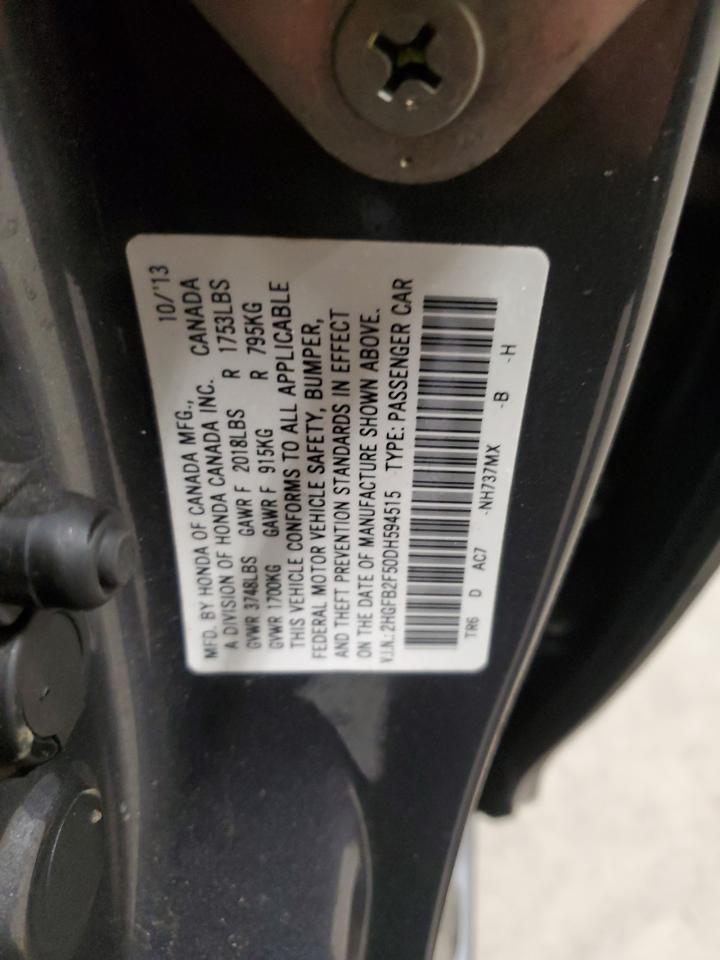 10/'13
MFD. BY HONDA OF CANADA MFG.,
A DIVISION OF HONDA CANADA INC. CANADA
GVWR 3748LBS GAWR F 2018LBS R 1753LBS
GVWR 1700KG GAWR F 915KG R 795KG
THIS VEHICLE CONFORMS TO ALL APPLICABLE
FEDERAL MOTOR VEHICLE SAFETY, BUMPER,
AND THEFT PREVENTION STANDARDS IN EFFECT
ON THE DATE OF MANUFACTURE SHOWN ABOVE.
V.I.N.: 2HGFB2F50DH594515 TYPE: PASSENGER CAR
TR6 D AC7 -NH737MX -B -H